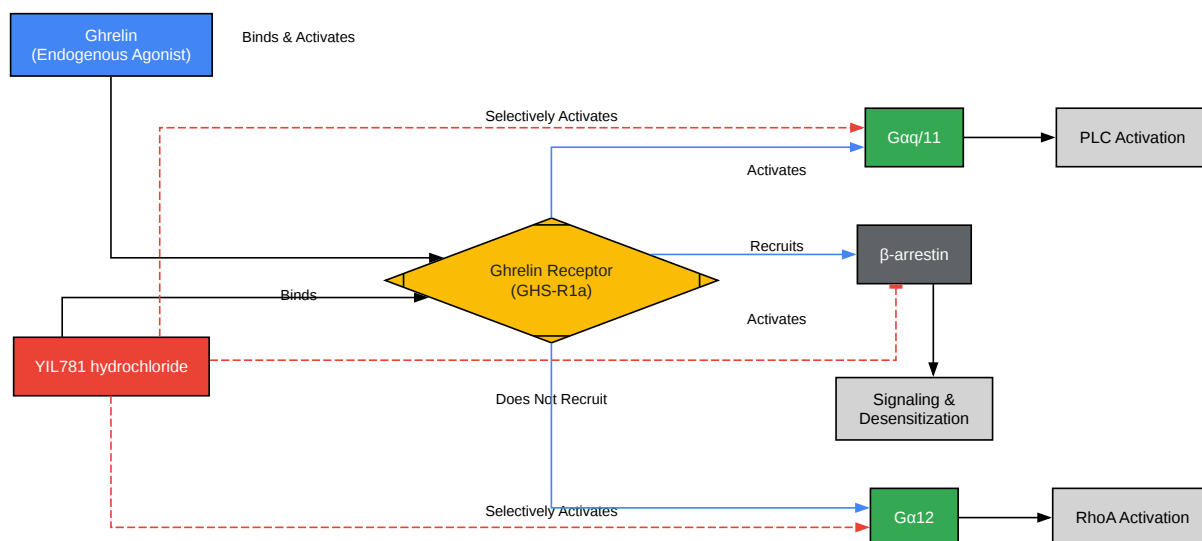 Ghrelin
(Endogenous Agonist)
Binds & Activates
Selectively Activates
Gαq/11
PLC Activation
Activates
Recruits
β-arrestin
Ghrelin Receptor
(GHS-R1a)
Binds
Activates
YIL781 hydrochloride
Does Not Recruit
Signaling &
Desensitization
Selectively Activates
Gα12
RhoA Activation